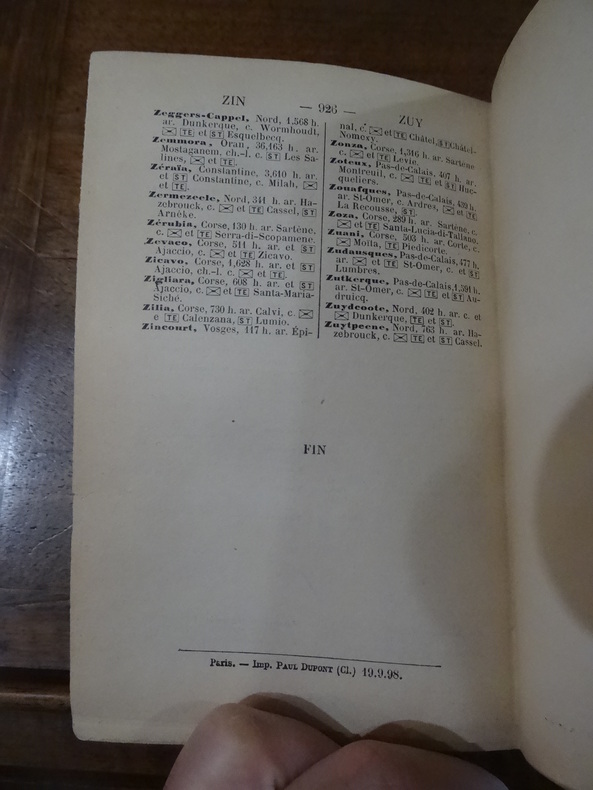 ZIN
— 926 —
ZUY
Zeggers-Cappel, Nord, 1.568 h.
ar. Dunkerque, c. Wormhoudt,
✉ TE et ST Esquelbecq.
Zemmora, Oran, 36,163 h. ar.
Mostaganem, ch.-l. c. ST Les Sa-
lines, ✉ et TE.
Zéraïa, Constantine, 3,610 h. ar.
et ST Constantine, c. Milah, ✉
et TE.
Zermezeele, Nord, 341 h. ar. Ha-
zebrouck, c. ✉ et TE Cassel, ST
Arnéke.
Zérubia, Corse, 130 h. ar. Sartène,
c. ✉ et TE Serra-di-Scopamene.
Zevaco, Corse, 511 h. ar. et ST
Ajaccio, c. ✉ et TE Zicavo.
Zicavo, Corse, 1,628 h. ar. et ST
Ajaccio, ch.-l. c. ✉ et TE.
Zigliara, Corse, 608 h. ar. et ST
Ajaccio, c. ✉ et TE Santa-Maria-
Siché.
Zilia, Corse, 730 h. ar. Calvi, c. ✉
e TE Calenzana, ST Lumio.
Zincourt, Vosges, 117 h. ar. Épi-
nal, c. ✉ et TE Châtel, ST Châtel-
Nomexy.
Zonza, Corse, 1,316 h. ar. Sartène
c. ✉ et TE Levie.
Zoteux, Pas-de-Calais, 467 h. ar.
Montreuil, c. ✉ TE et ST Huc-
queliers.
Zouafques, Pas-de-Calais, 439 h.
ar. St-Omer, c. Ardres, ✉ et TE
La Recousse, ST.
Zoza, Corse, 289 h. ar. Sartène, c.
✉ et TE Santa-Lucia-di-Tallano.
Zuani, Corse, 503 h. ar. Corte, c.
✉ Moïta, TE Piedicorte.
Zudausques, Pas-de-Calais, 477 h.
ar. ✉ et TE St-Omer, c. et ST
Lumbres.
Zutkerque, Pas-de-Calais, 1,591 h.
ar. St-Omer, c. ✉ TE et ST Au-
druicq.
Zuydcoote, Nord, 402 h. ar. c. et
✉ Dunkerque, TE et ST.
Zuytpeene, Nord, 763 h. ar. Ha-
zebrouck, c. ✉ TE et ST Cassel.
FIN
Paris. — Imp. PAUL DUPONT (Cl.) 19.9.98.